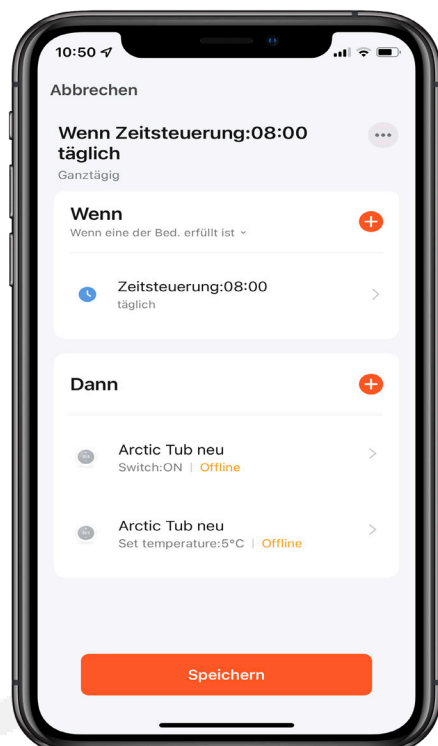 10:50
Abbrechen
Wenn Zeitsteuerung:08:00
täglich
Ganztägig
Wenn
Wenn eine der Bed. erfüllt ist
Zeitsteuerung:08:00
täglich
Dann
Arctic Tub neu
Switch:ON | Offline
Arctic Tub neu
Set temperature:5°C | Offline
Speichern